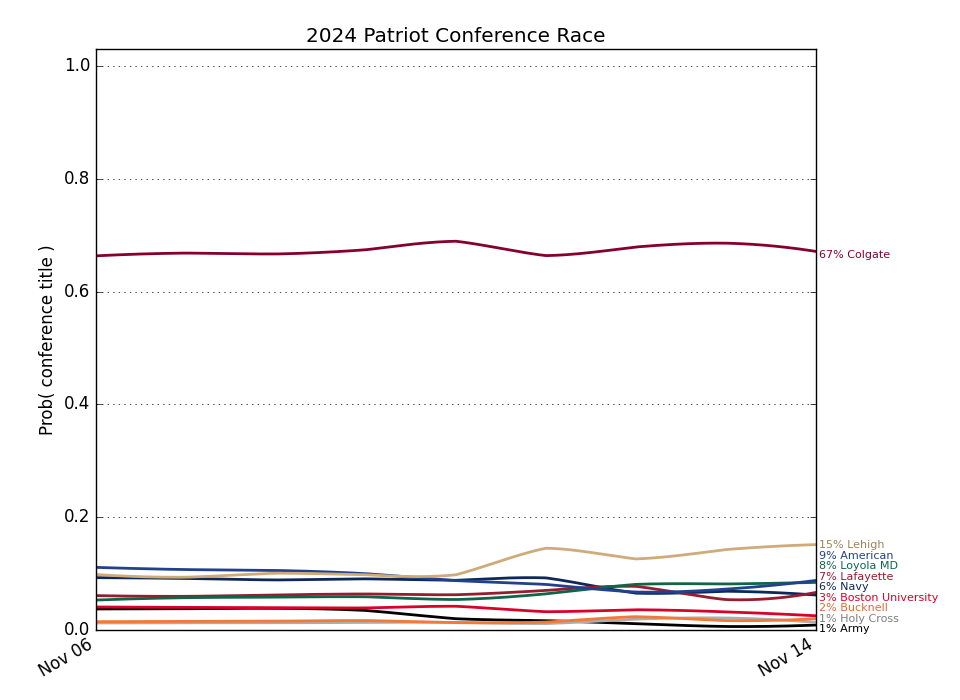 2024 Patriot Conference Race
1.0
0.8
0.6
0.4
0.2
0.0
Prob( conference title )
Nov 06
Nov 14
67% Colgate
15% Lehigh
9% American
8% Loyola MD
7% Lafayette
6% Navy
3% Boston University
2% Bucknell
1% Holy Cross
1% Army